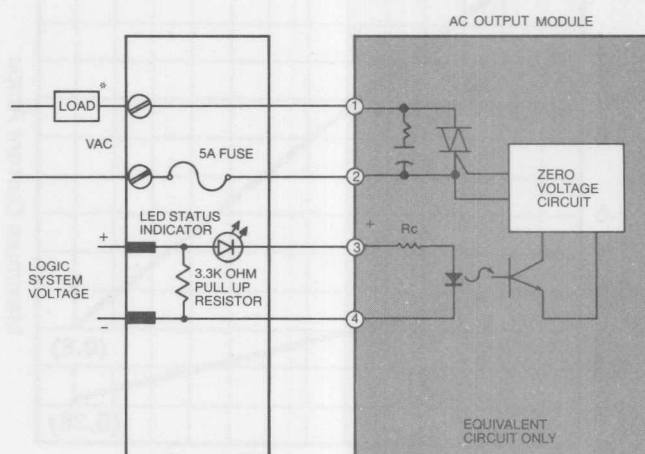 AC OUTPUT MODULE
LOAD
*
VAC
5A FUSE
1
2
ZERO
VOLTAGE
CIRCUIT
LED STATUS
INDICATOR
+
+
Rc
3
LOGIC
SYSTEM
VOLTAGE
3.3K OHM
PULL UP
RESISTOR
4
–
EQUIVALENT
CIRCUIT ONLY